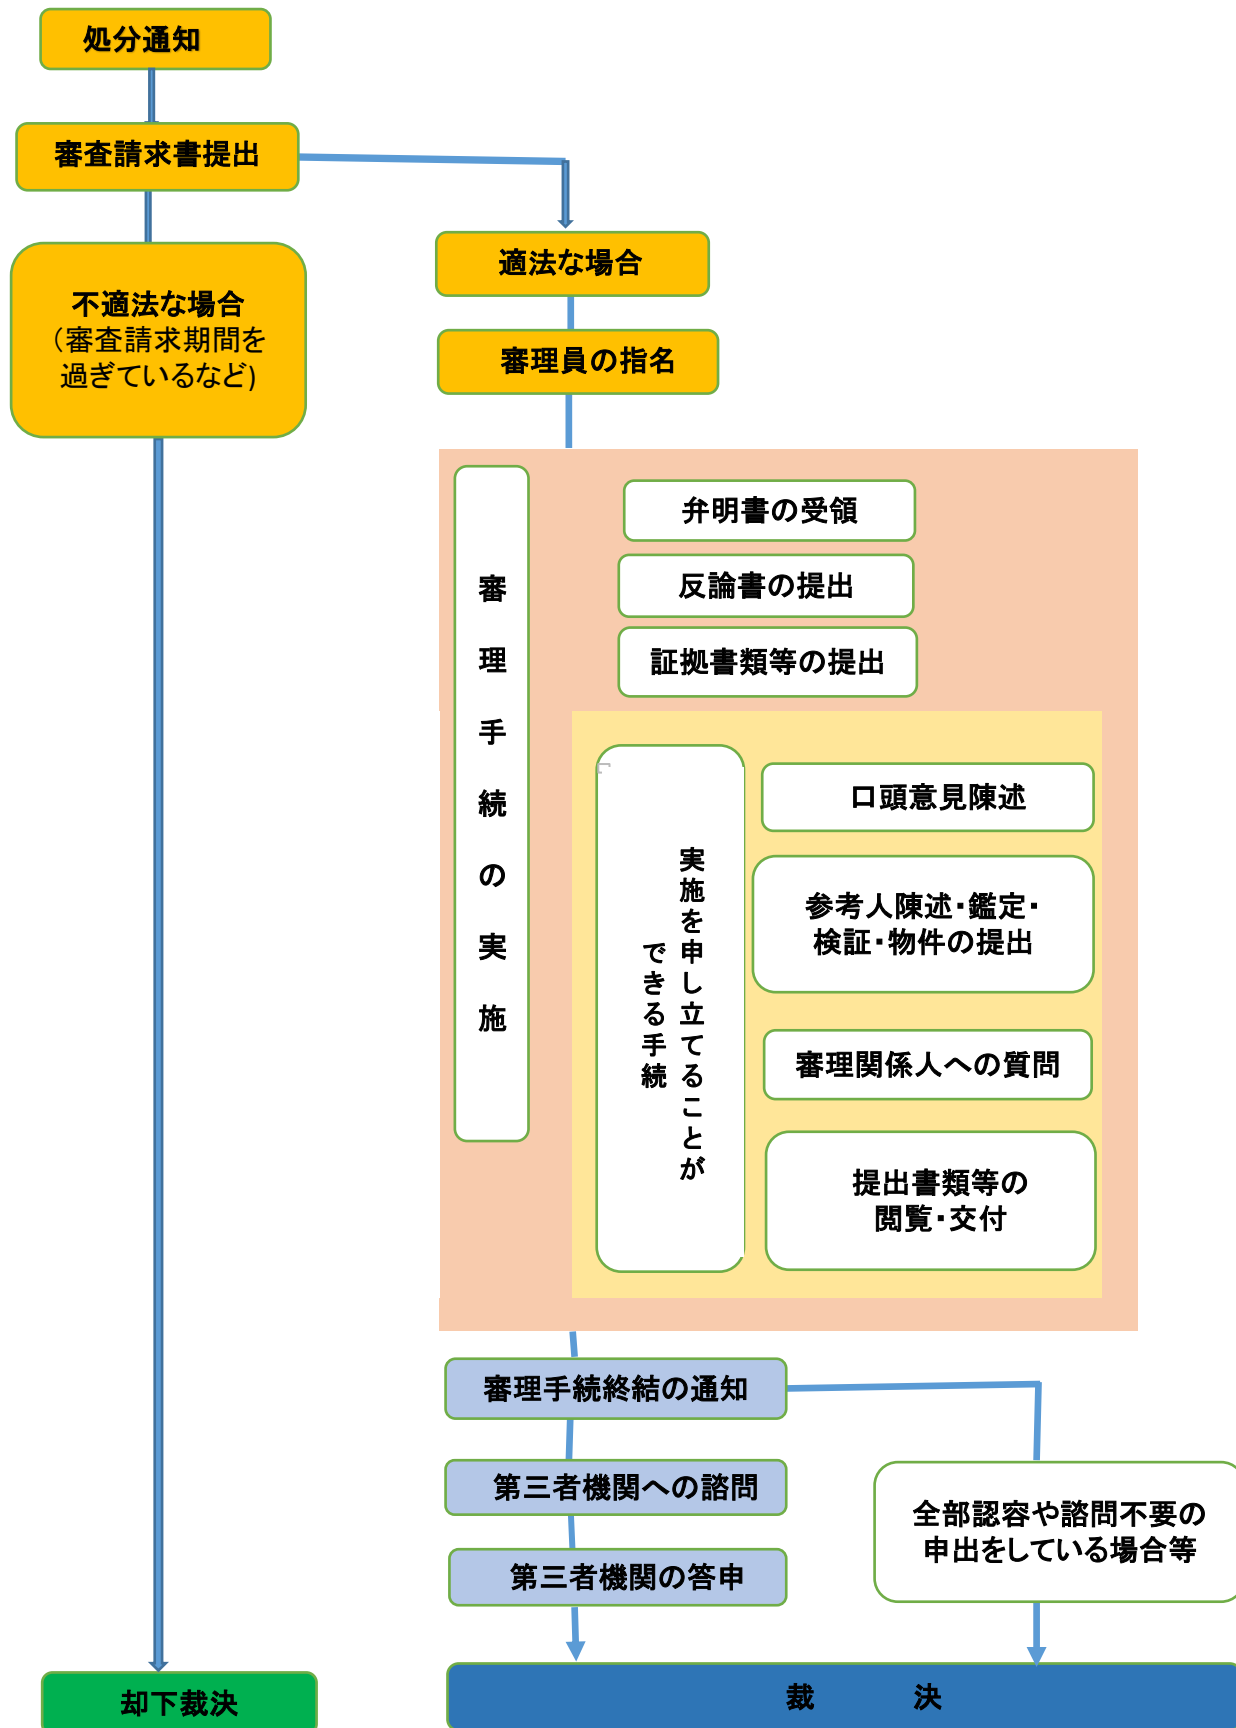 処分通知
審査請求書提出
適法な場合
不適法な場合
（審査請求期間を
過ぎているなど)
審理員の指名
審理手続の実施
弁明書の受領
反論書の提出
証拠書類等の提出
実施を申し立てることが
できる手続
口頭意見陳述
参考人陳述・鑑定・
検証・物件の提出
審理関係人への質問
提出書類等の
閲覧・交付
審理手続終結の通知
第三者機関への諮問
全部認容や諮問不要の
申出をしている場合等
第三者機関の答申
却下裁決
裁　　　決